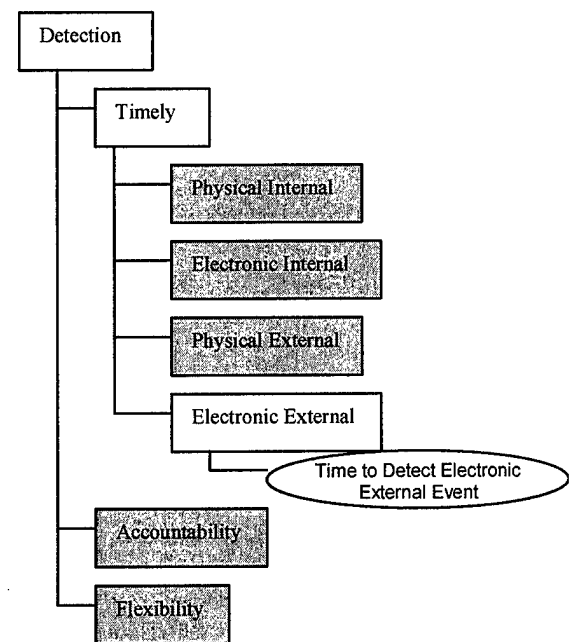 Detection
Timely
Physical Internal
Electronic Internal
Physical External
Electronic External
Time to Detect Electronic
External Event
Accountability
Flexibility